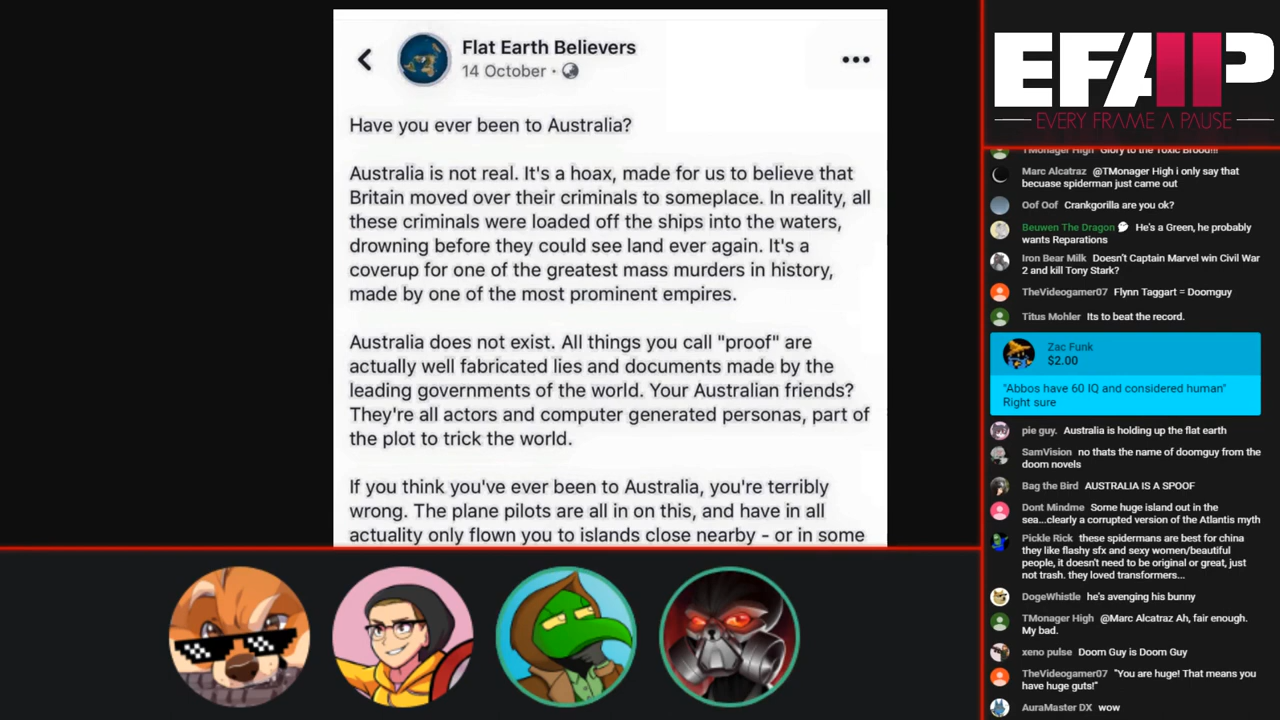 Flat Earth Believers
14 October ·
Have you ever been to Australia?
Australia is not real. It's a hoax, made for us to believe that
Britain moved over their criminals to someplace. In reality, all
these criminals were loaded off the ships into the waters,
drowning before they could see land ever again. It's a
coverup for one of the greatest mass murders in history,
made by one of the most prominent empires.
Australia does not exist. All things you call "proof" are
actually well fabricated lies and documents made by the
leading governments of the world. Your Australian friends?
They're all actors and computer generated personas, part of
the plot to trick the world.
If you think you've ever been to Australia, you're terribly
wrong. The plane pilots are all in on this, and have in all
actuality only flown you to islands close nearby - or in some
EFAP
EVERY FRAME A PAUSE
TMonager High Glory to the Toxic Brood!!!
Marc Alcatraz @TMonager High i only say that
becuase spiderman just came out
Oof Oof Crankgorilla are you ok?
Beuwen The Dragon He's a Green, he probably
wants Reparations
Iron Bear Milk Doesn't Captain Marvel win Civil War
2 and kill Tony Stark?
TheVideogamer07 Flynn Taggart = Doomguy
Titus Mohler Its to beat the record.
Zac Funk
$2.00
"Abbos have 60 IQ and considered human"
Right sure
pie guy. Australia is holding up the flat earth
SamVision no thats the name of doomguy from the
doom novels
Bag the Bird AUSTRALIA IS A SPOOF
Dont Mindme Some huge island out in the
sea...clearly a corrupted version of the Atlantis myth
Pickle Rick these spidermans are best for china
they like flashy sfx and sexy women/beautiful
people, it doesn't need to be original or great, just
not trash. they loved transformers...
DogeWhistle he's avenging his bunny
TMonager High @Marc Alcatraz Ah, fair enough.
My bad.
xeno pulse Doom Guy is Doom Guy
TheVideogamer07 "You are huge! That means you
have huge guts!"
AuraMaster DX wow